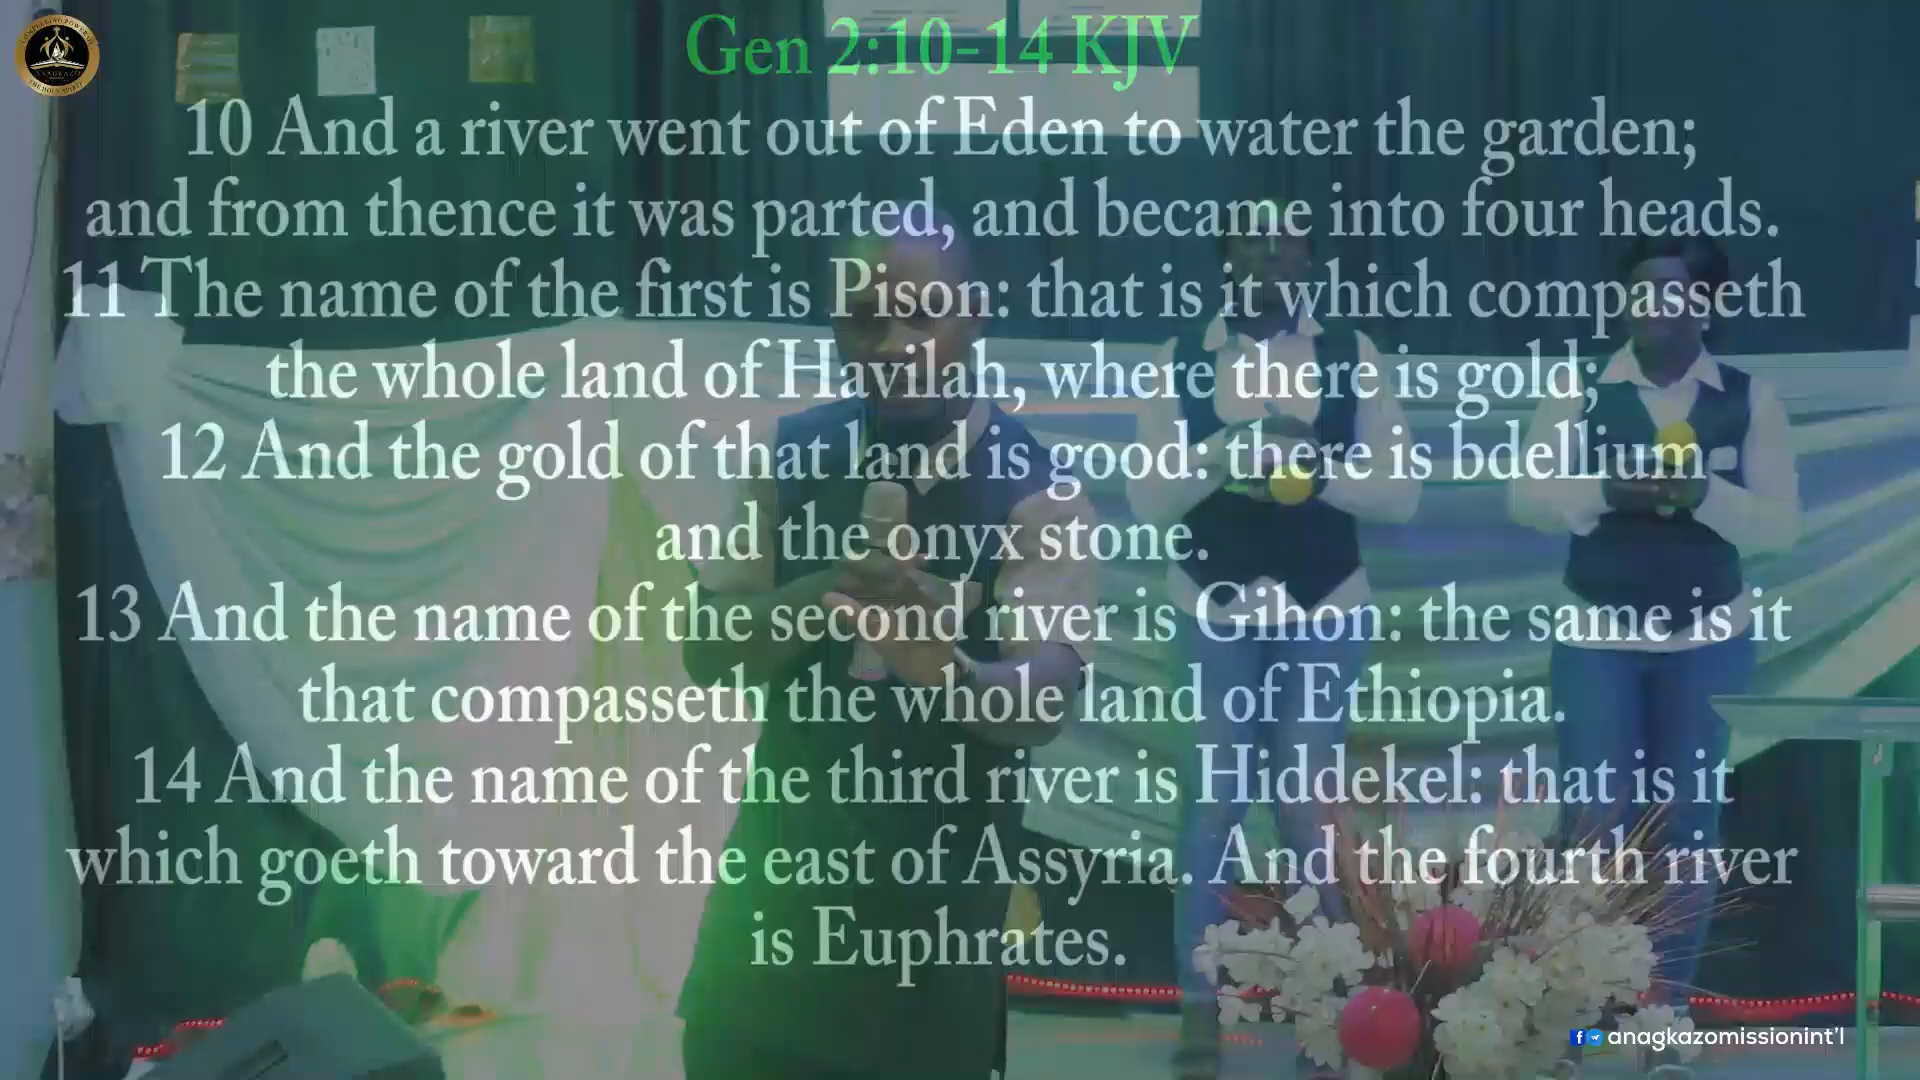 Gen 2:10-14 KJV
10 And a river went out of Eden to water the garden;
and from thence it was parted, and became into four heads.
11 The name of the first is Pison: that is it which compasseth
the whole land of Havilah, where there is gold;
12 And the gold of that land is good: there is bdellium
and the onyx stone.
13 And the name of the second river is Gihon: the same is it
that compasseth the whole land of Ethiopia.
14 And the name of the third river is Hiddekel: that is it
which goeth toward the east of Assyria. And the fourth river
is Euphrates.
anagkazomissionint'l